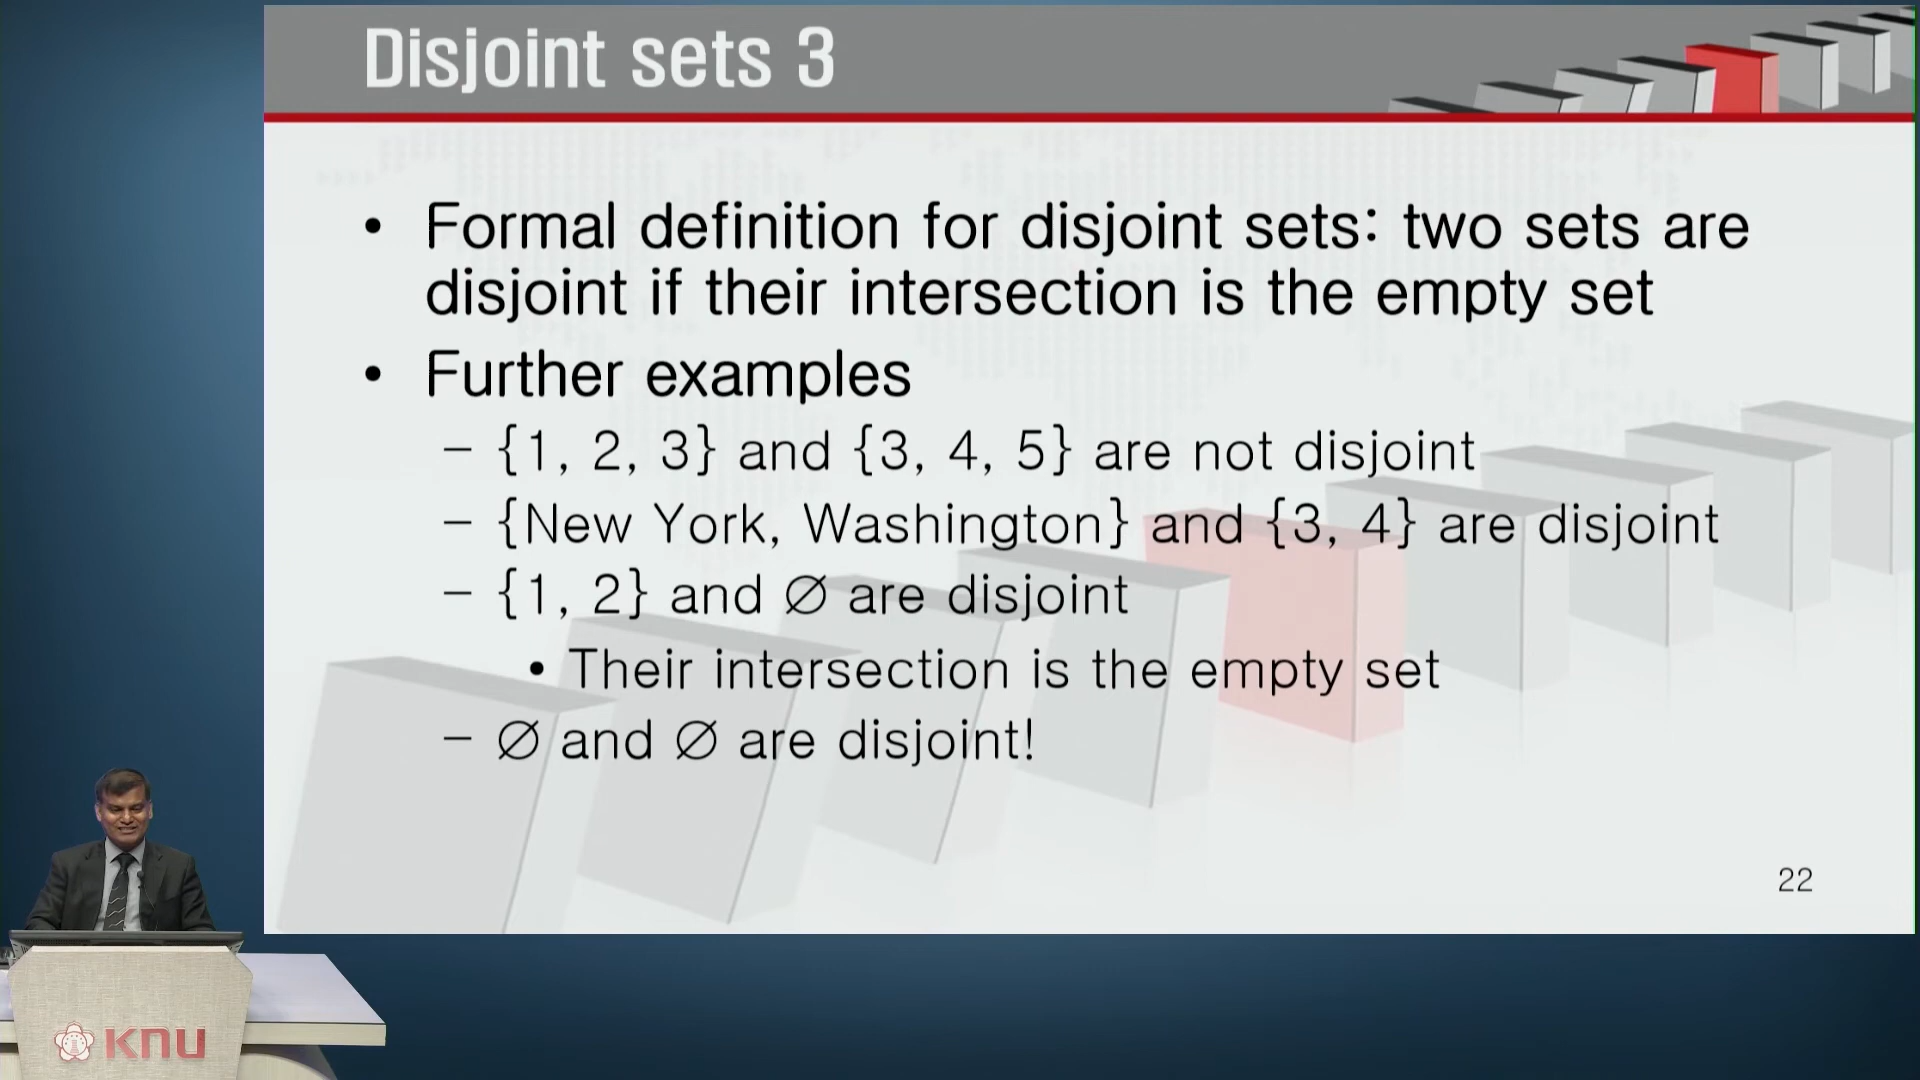 Disjoint sets 3
• Formal definition for disjoint sets: two sets are
disjoint if their intersection is the empty set
• Further examples
– {1, 2, 3} and {3, 4, 5} are not disjoint
– {New York, Washington} and {3, 4} are disjoint
– {1, 2} and ∅ are disjoint
• Their intersection is the empty set
– ∅ and ∅ are disjoint!
22
KNU